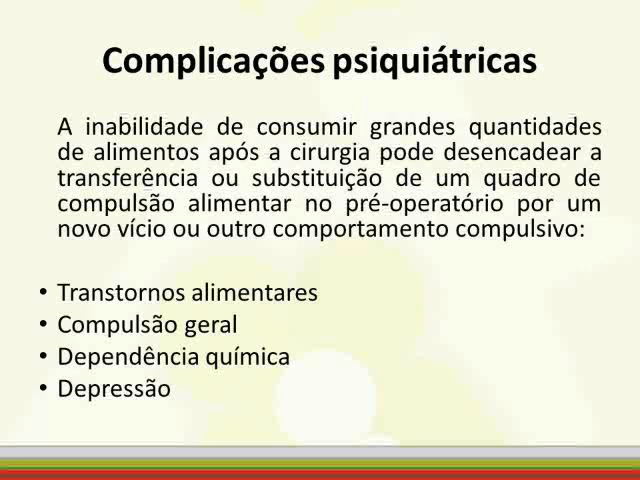 Complicações psiquiátricas
A inabilidade de consumir grandes quantidades
de alimentos após a cirurgia pode desencadear a
transferência ou substituição de um quadro de
compulsão alimentar no pré-operatório por um
novo vício ou outro comportamento compulsivo:
• Transtornos alimentares
• Compulsão geral
• Dependência química
• Depressão